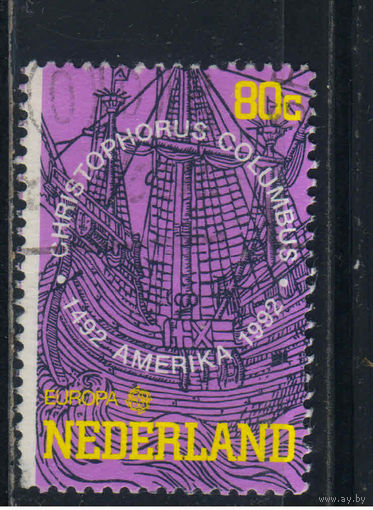 80c
· CHRISTOPHORUS COLUMBUS ·
1492 AMERIKA 1992
EUROPA
NEDERLAND
www.ay.by